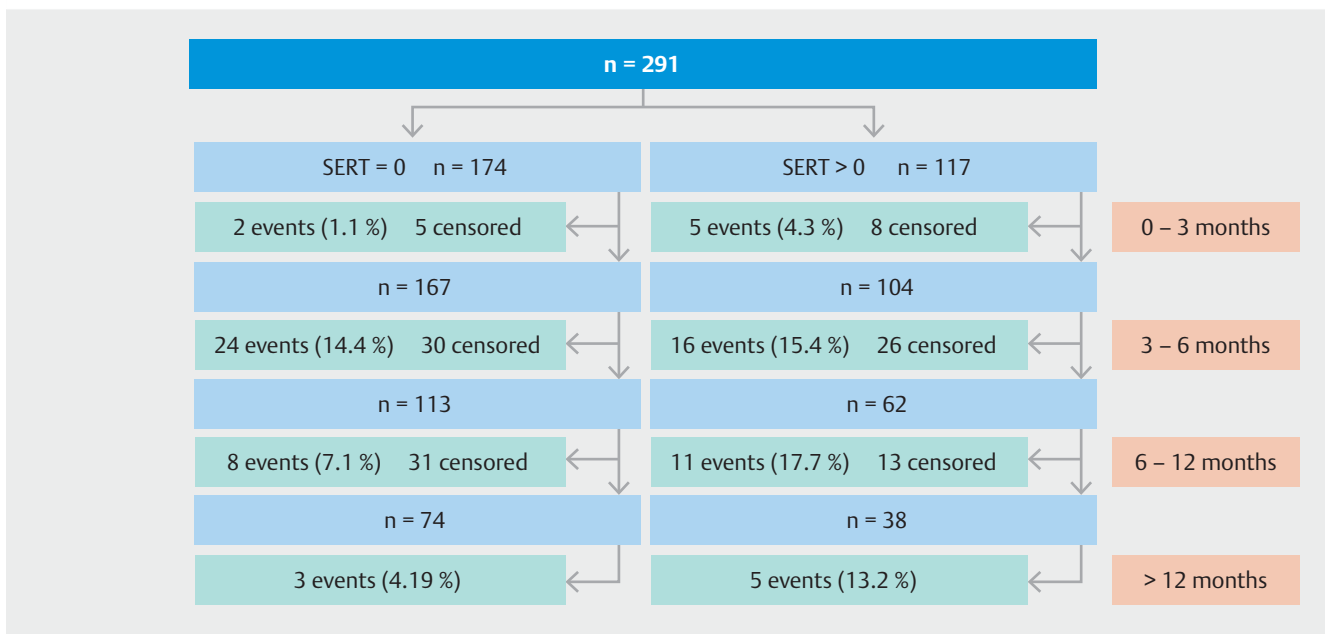 n = 291
SERT = 0 n = 174
SERT > 0 n = 117
2 events (1.1 %) 5 censored
5 events (4.3 %) 8 censored
0 – 3 months
n = 167
n = 104
24 events (14.4 %) 30 censored
16 events (15.4 %) 26 censored
3 – 6 months
n = 113
n = 62
8 events (7.1 %) 31 censored
11 events (17.7 %) 13 censored
6 – 12 months
n = 74
n = 38
3 events (4.19 %)
5 events (13.2 %)
> 12 months